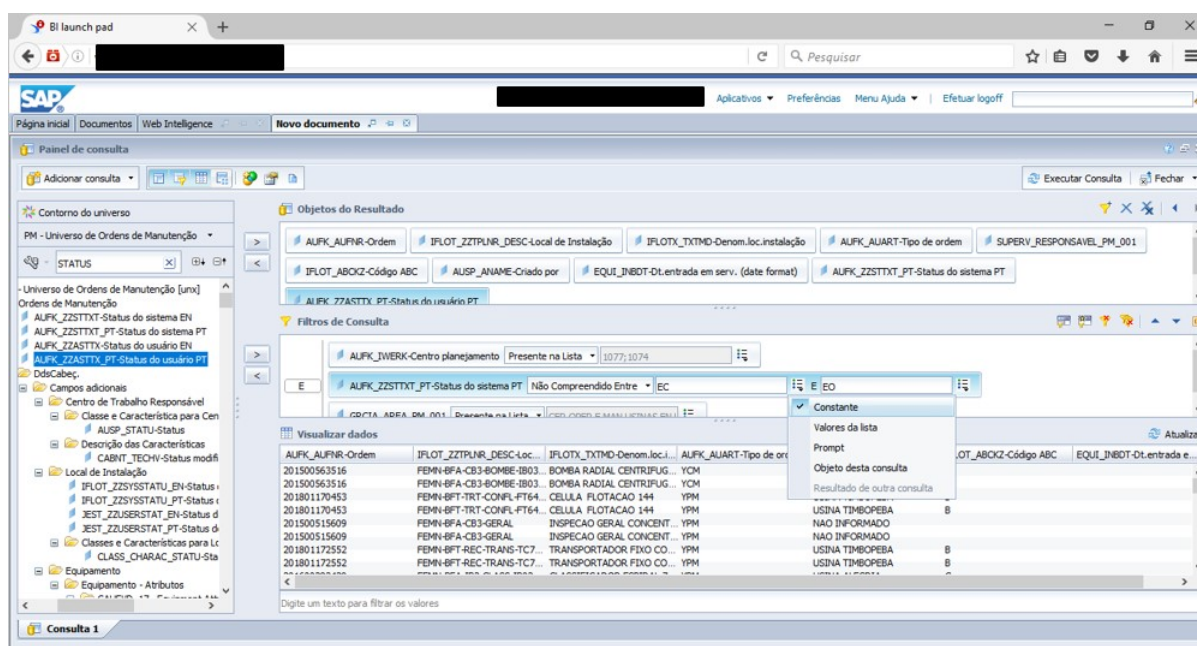 BI launch pad
Pesquisar
SAP
Aplicativos Preferências Menu Ajuda | Efetuar logoff
Página inicial Documentos Web Intelligence Novo documento
Painel de consulta
Adicionar consulta Executar Consulta Fechar
Contorno do universo
PM - Universo de Ordens de Manutenção
STATUS
- Universo de Ordens de Manutenção [unx]
Ordens de Manutenção
AUFK_ZZSTTXT-Status do sistema EN
AUFK_ZZSTTXT_PT-Status do sistema PT
AUFK_ZZASTTX-Status do usuário EN
AUFK_ZZASTTX_PT-Status do usuário PT
DdsCabeç.
Campos adicionais
Centro de Trabalho Responsável
Classe e Característica para Cen
AUSP_STATU-Status
Descrição das Características
CABNT_TECHV-Status modifi
Local de Instalação
IFLOT_ZZSYSSTATU_EN-Status
IFLOT_ZZSYSSTATU_PT-Status
JEST_ZZUSERSTAT_EN-Status d
JEST_ZZUSERSTAT_PT-Status d
Classes e Características para Lc
CLASS_CHARAC_STATU-Sta
Equipamento
Equipamento - Atributos
Objetos do Resultado
AUFK_AUFNR-Ordem IFLOT_ZZTPLNR_DESC-Local de Instalação IFLOTX_TXTMD-Denom.loc.instalação AUFK_AUART-Tipo de ordem SUPERV_RESPONSAVEL_PM_001
IFLOT_ABCKZ-Código ABC AUSP_ANAME-Criado por EQUI_INBDT-Dt.entrada em serv. (date format) AUFK_ZZSTTXT_PT-Status do sistema PT
AUFK_ZZASTTX_PT-Status do usuário PT
Filtros de Consulta
AUFK_IWERK-Centro planejamento Presente na Lista 1077;1074
E AUFK_ZZSTTXT_PT-Status do sistema PT Não Compreendido Entre EC E EO
GRCTA_AREA_PM_001 Presente na Lista
Constante
Valores da lista
Prompt
Objeto desta consulta
Resultado de outra consulta
Visualizar dados Atualiza
AUFK_AUFNR-Ordem IFLOT_ZZTPLNR_DESC-Loc... IFLOTX_TXTMD-Denom.loc.i... AUFK_AUART-Tipo de ord OT_ABCKZ-Código ABC EQUI_INBDT-Dt.entrada e...
201500563516 FEMN-BFA-CB3-BOMBE-IB03... BOMBA RADIAL CENTRIFUG... YCM
201500563516 FEMN-BFA-CB3-BOMBE-IB03... BOMBA RADIAL CENTRIFUG... YCM
201801170453 FEMN-BFT-TRT-CONFL-FT64... CELULA FLOTACAO 144 YPM
201801170453 FEMN-BFT-TRT-CONFL-FT64... CELULA FLOTACAO 144 YPM USINA TIMBOPEBA B
201500515609 FEMN-BFA-CB3-GERAL INSPECAO GERAL CONCENT... YPM NAO INFORMADO
201500515609 FEMN-BFA-CB3-GERAL INSPECAO GERAL CONCENT... YPM NAO INFORMADO
201801172552 FEMN-BFT-REC-TRANS-TC7... TRANSPORTADOR FIXO CO... YPM USINA TIMBOPEBA B
201801172552 FEMN-BFT-REC-TRANS-TC7... TRANSPORTADOR FIXO CO... YPM USINA TIMBOPEBA B
Digite um texto para filtrar os valores
Consulta 1